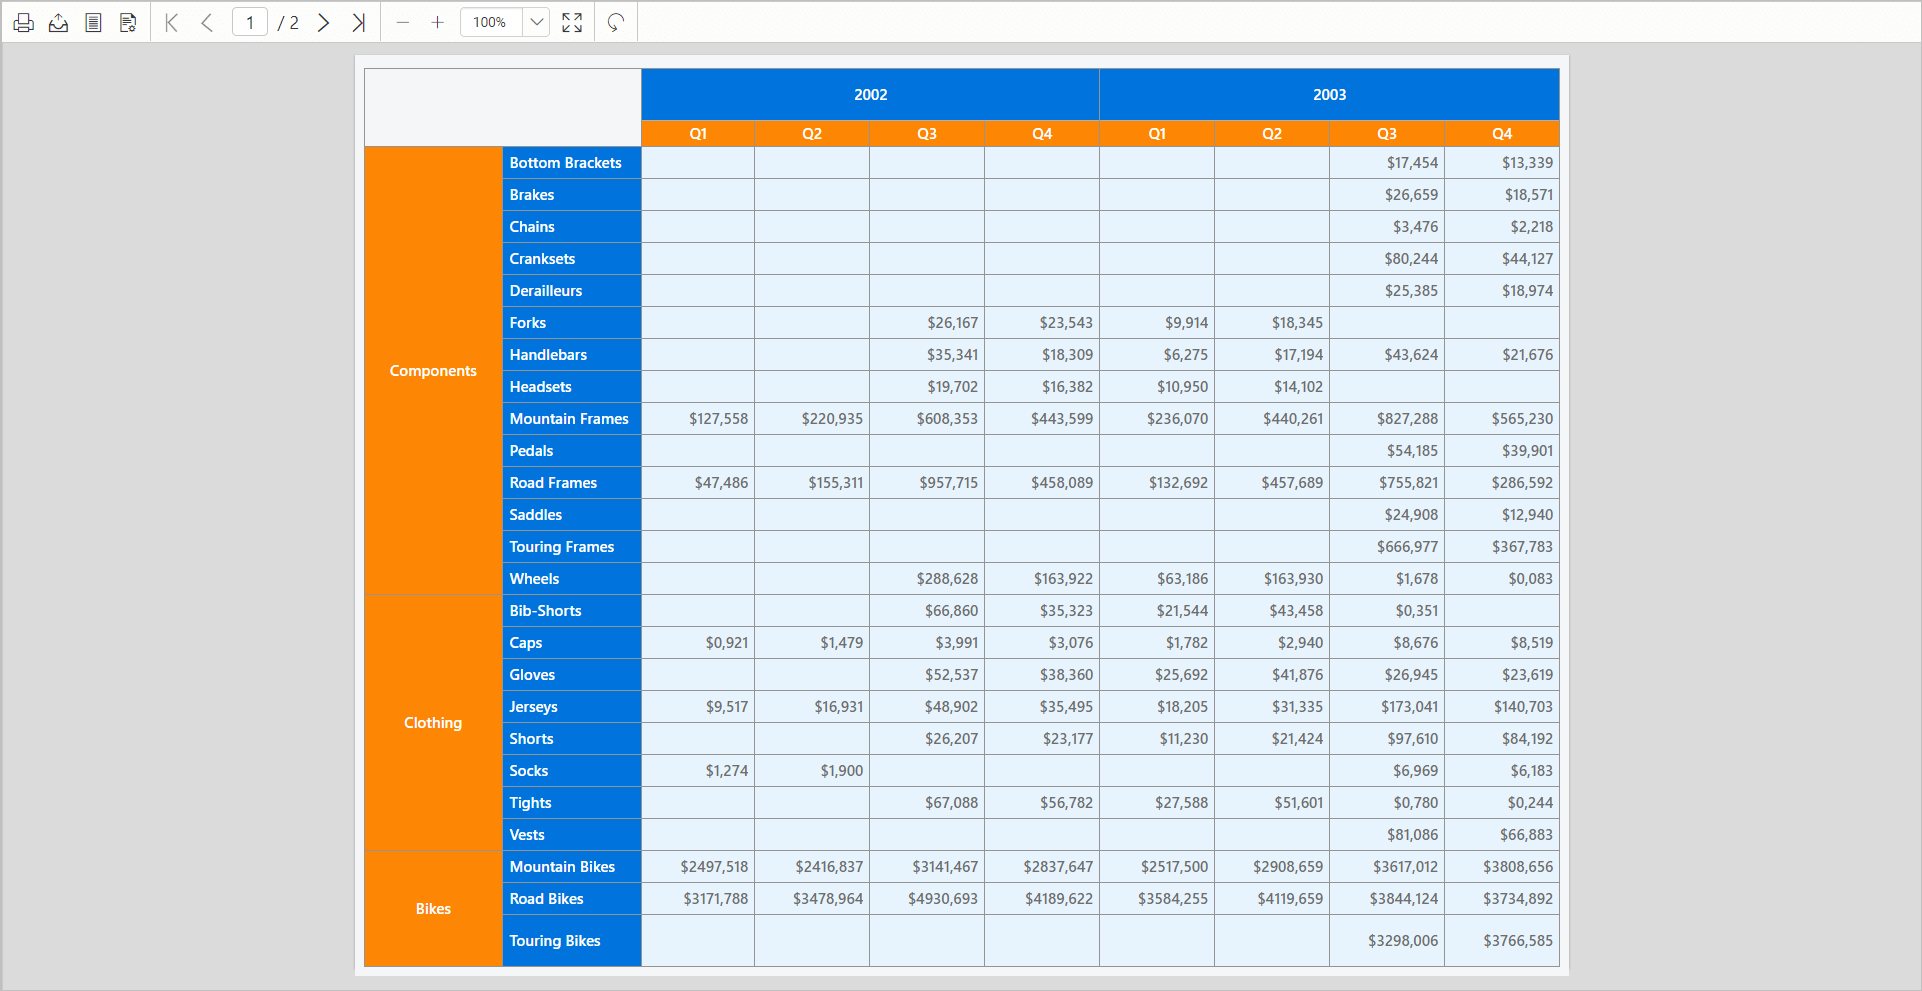 1 / 2 100%
2002 2003
Q1 Q2 Q3 Q4 Q1 Q2 Q3 Q4
Components
Bottom Brackets $17,454 $13,339
Brakes $26,659 $18,571
Chains $3,476 $2,218
Cranksets $80,244 $44,127
Derailleurs $25,385 $18,974
Forks $26,167 $23,543 $9,914 $18,345
Handlebars $35,341 $18,309 $6,275 $17,194 $43,624 $21,676
Headsets $19,702 $16,382 $10,950 $14,102
Mountain Frames $127,558 $220,935 $608,353 $443,599 $236,070 $440,261 $827,288 $565,230
Pedals $54,185 $39,901
Road Frames $47,486 $155,311 $957,715 $458,089 $132,692 $457,689 $755,821 $286,592
Saddles $24,908 $12,940
Touring Frames $666,977 $367,783
Wheels $288,628 $163,922 $63,186 $163,930 $1,678 $0,083
Clothing
Bib-Shorts $66,860 $35,323 $21,544 $43,458 $0,351
Caps $0,921 $1,479 $3,991 $3,076 $1,782 $2,940 $8,676 $8,519
Gloves $52,537 $38,360 $25,692 $41,876 $26,945 $23,619
Jerseys $9,517 $16,931 $48,902 $35,495 $18,205 $31,335 $173,041 $140,703
Shorts $26,207 $23,177 $11,230 $21,424 $97,610 $84,192
Socks $1,274 $1,900 $6,969 $6,183
Tights $67,088 $56,782 $27,588 $51,601 $0,780 $0,244
Vests $81,086 $66,883
Bikes
Mountain Bikes $2497,518 $2416,837 $3141,467 $2837,647 $2517,500 $2908,659 $3617,012 $3808,656
Road Bikes $3171,788 $3478,964 $4930,693 $4189,622 $3584,255 $4119,659 $3844,124 $3734,892
Touring Bikes $3298,006 $3766,585